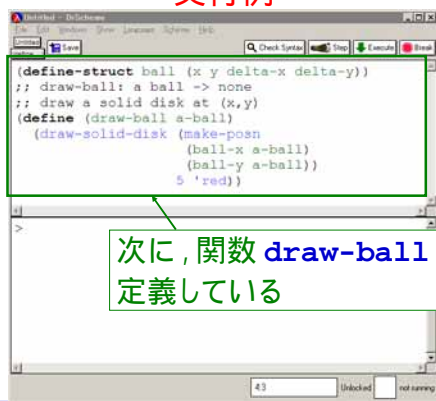 Untitled - DrScheme
File Edit Windows Show Language Scheme Help
Untitled
Save
Check Syntax Step Execute Break
(define-struct ball (x y delta-x delta-y))
;; draw-ball: a ball -> none
;; draw a solid disk at (x,y)
(define (draw-ball a-ball)
(draw-solid-disk (make-posn
(ball-x a-ball)
(ball-y a-ball))
5 'red))
>
次に,関数 draw-ball
定義している
4:3 Unlocked not running